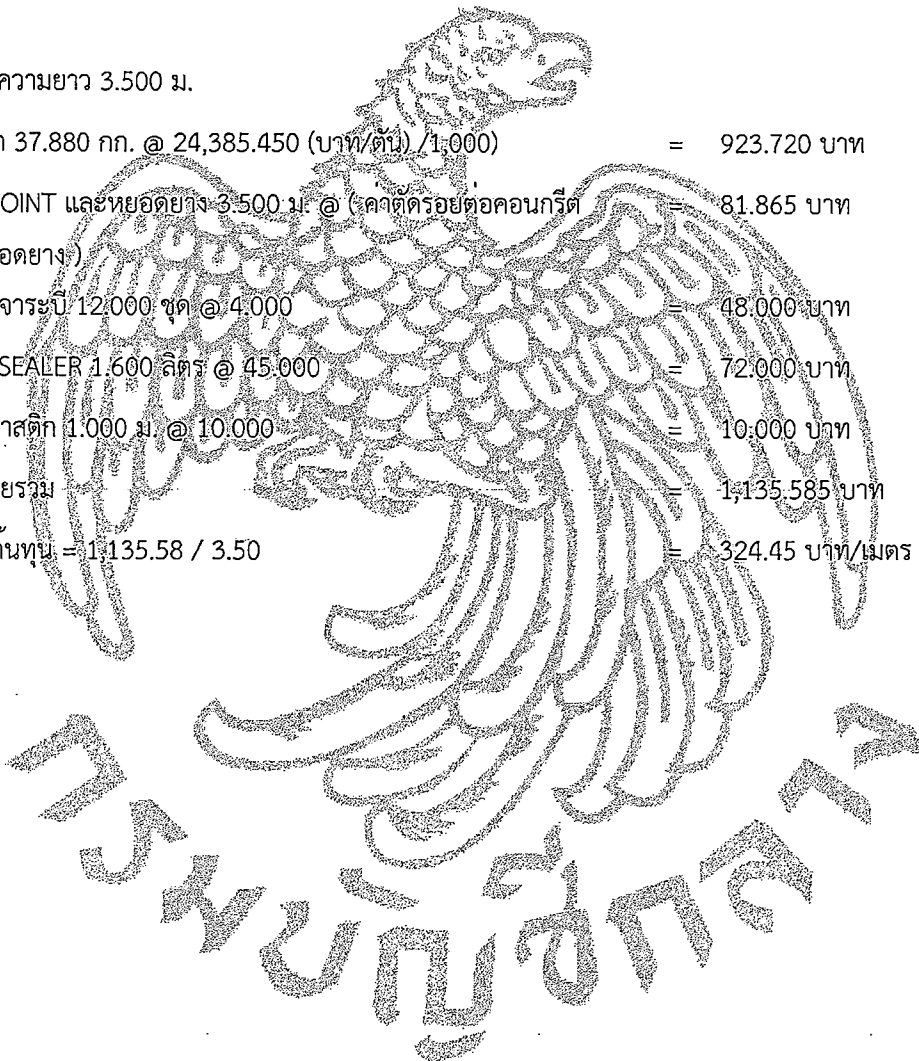 ความยาว 3.500 ม.
า 37.880 กก. @ 24,385.450 (บาท/ตัน) /1,000) = 923.720 บาท
OINT และหยอดยาง 3.500 ม. @ ( ค่าตัดรอยต่อคอนกรีต = 81.865 บาท
อดยาง )
จาระบี 12.000 ชุด @ 4.000 = 48.000 บาท
SEALER 1.600 ลิตร @ 45.000 = 72.000 บาท
าสติก 1.000 ม. @ 10.000 = 10.000 บาท
ยรวม = 1,135.585 บาท
้นทุน = 1,135.58 / 3.50 = 324.45 บาท/เมตร
กรมบัญชีกลาง